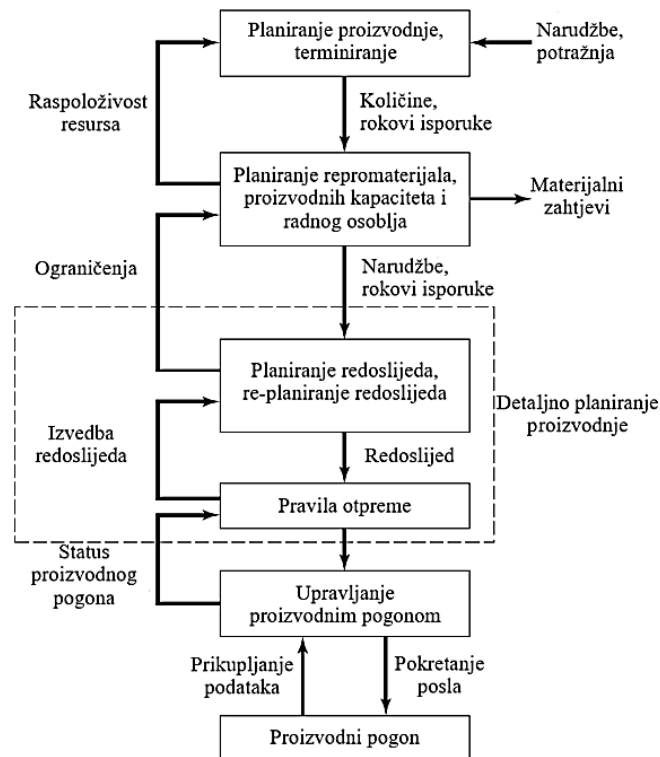 Planiranje proizvodnje,
terminiranje
Narudžbe,
potražnja
Raspoloživost
resursa
Količine,
rokovi isporuke
Planiranje repromaterijala,
proizvodnih kapaciteta i
radnog osoblja
Materijalni
zahtjevi
Ograničenja
Narudžbe,
rokovi isporuke
Planiranje redoslijeda,
re-planiranje redoslijeda
Detaljno planiranje
proizvodnje
Izvedba
redoslijeda
Redoslijed
Pravila otpreme
Status
proizvodnog
pogona
Upravljanje
proizvodnim pogonom
Prikupljanje
podataka
Pokretanje
posla
Proizvodni pogon